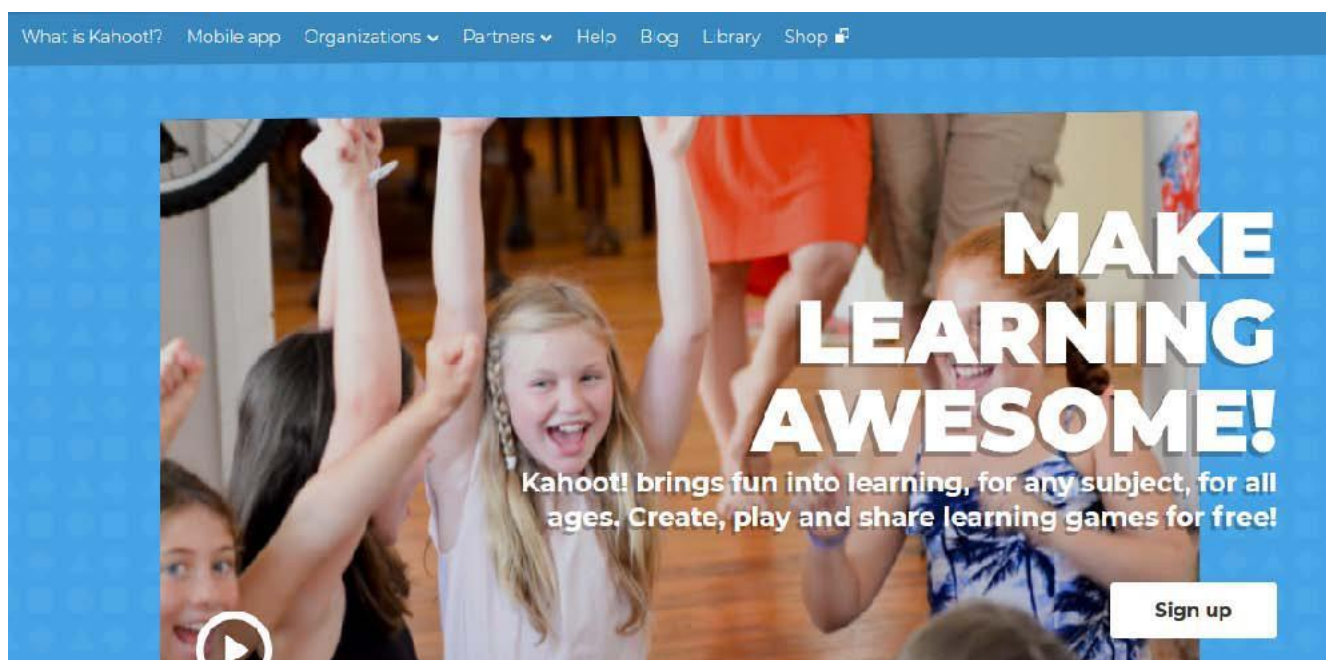 What is Kahoot!? Mobile app Organizations Partners Help Blog Library Shop
MAKE
LEARNING
AWESOME!
Kahoot! brings fun into learning, for any subject, for all
ages. Create, play and share learning games for free!
Sign up